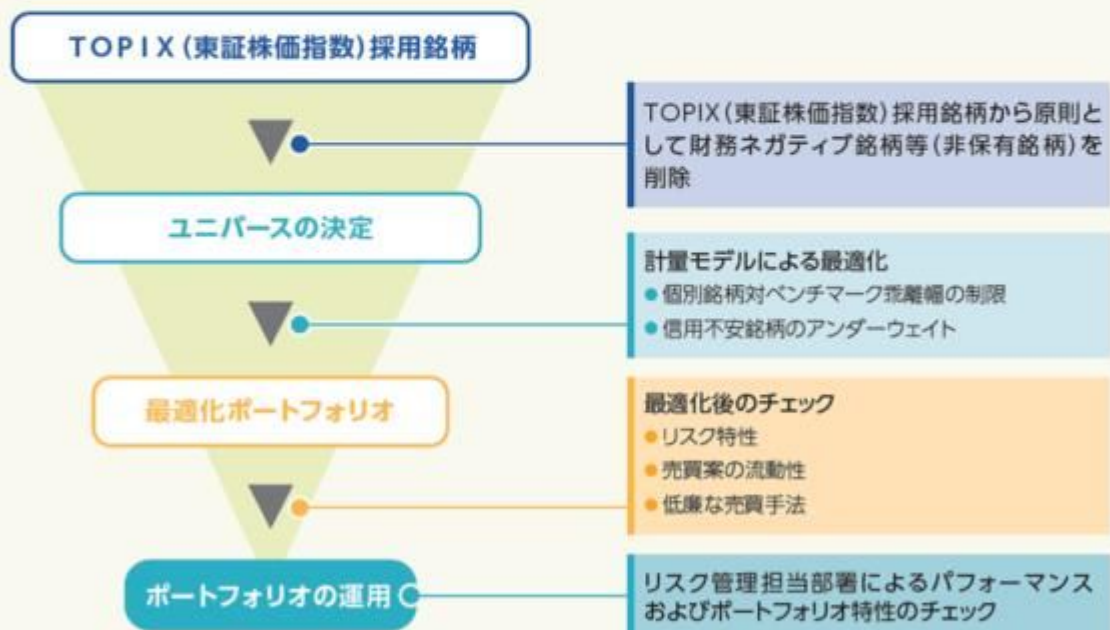 TOPIX(東証株価指数)採用銘柄
TOPIX(東証株価指数)採用銘柄から原則と
して財務ネガティブ銘柄等(非保有銘柄)を
削除
ユニバースの決定
計量モデルによる最適化
●個別銘柄対ベンチマーク乖離幅の制限
●信用不安銘柄のアンダーウェイト
最適化ポートフォリオ
最適化後のチェック
●リスク特性
●売買案の流動性
●低廉な売買手法
ポートフォリオの運用
リスク管理担当部署によるパフォーマンス
およびポートフォリオ特性のチェック